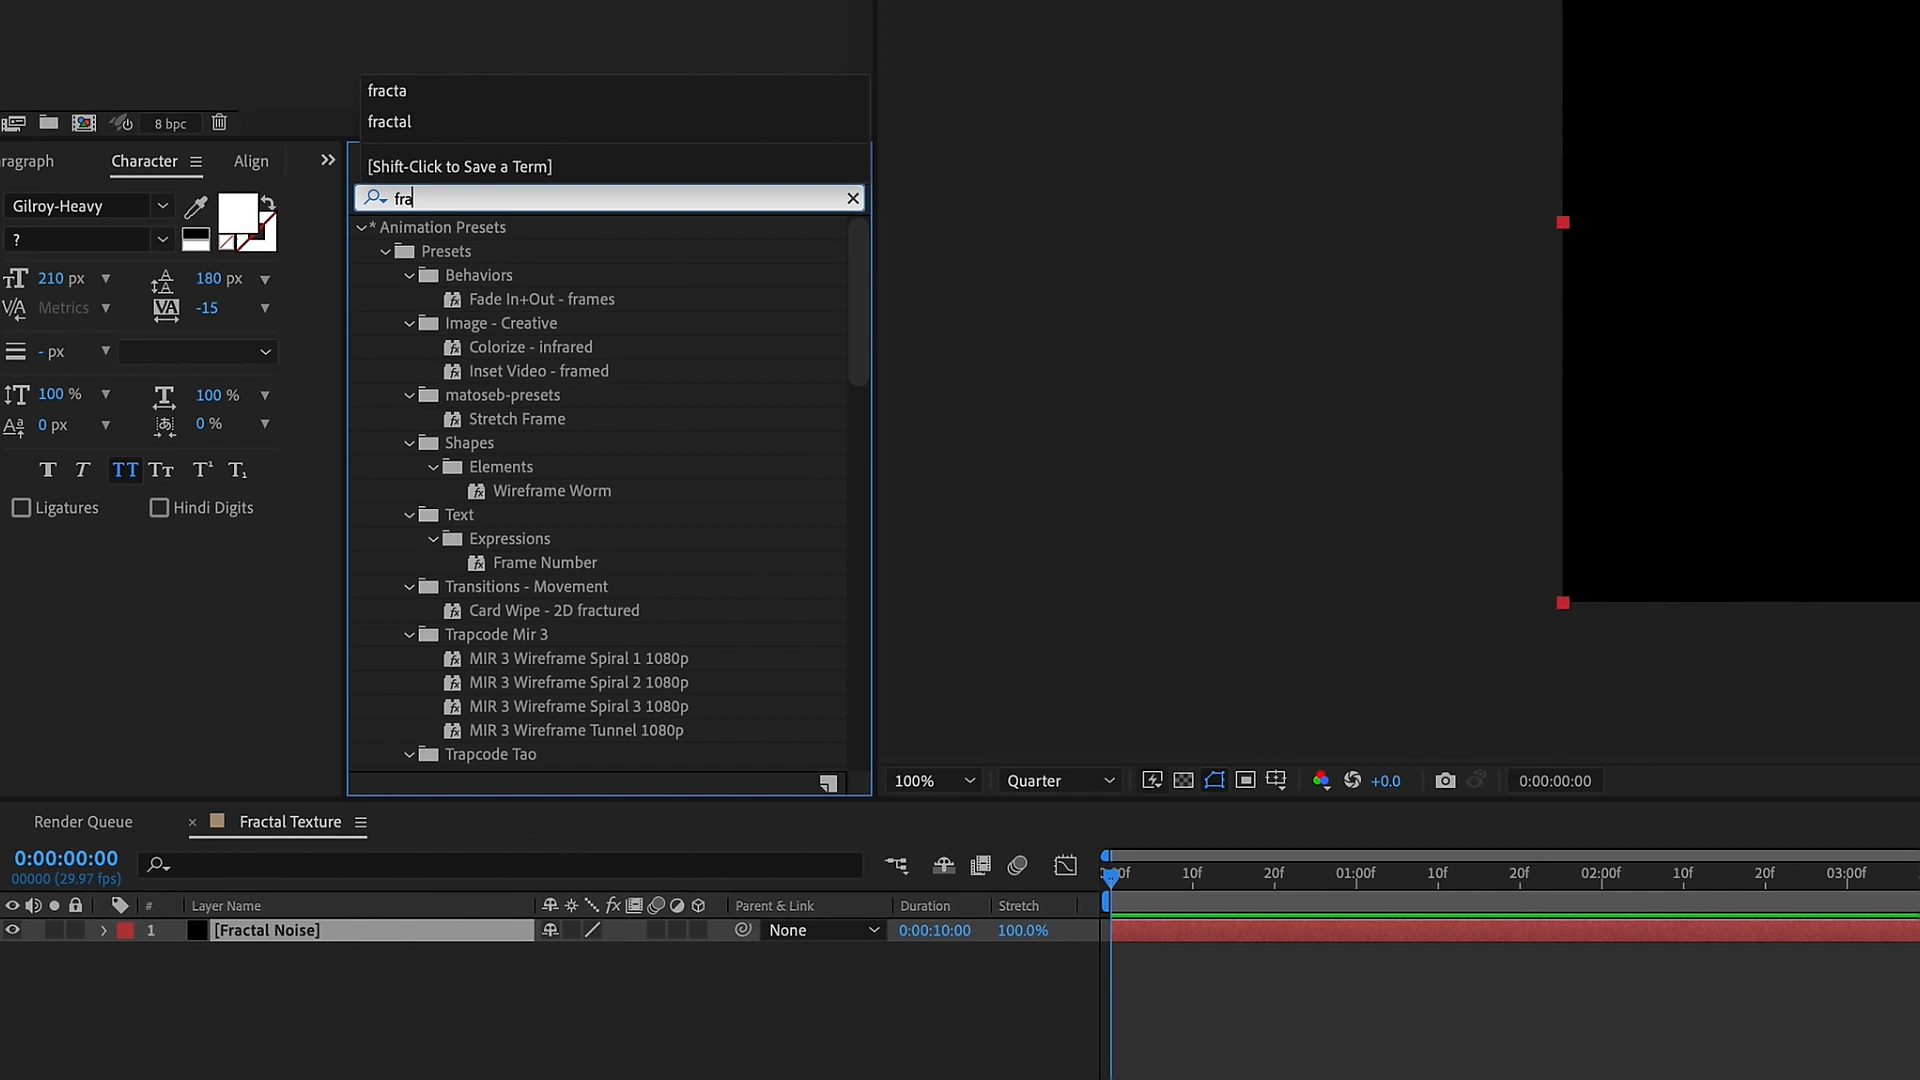 fracta
fractal
[Shift-Click to Save a Term]
fra
8 bpc
aragraph
Character
Align
Gilroy-Heavy
?
210 px
180 px
Metrics
-15
- px
100 %
100 %
0 px
0 %
Ligatures
Hindi Digits
* Animation Presets
Presets
Behaviors
Fade In+Out - frames
Image - Creative
Colorize - infrared
Inset Video - framed
matoseb-presets
Stretch Frame
Shapes
Elements
Wireframe Worm
Text
Expressions
Frame Number
Transitions - Movement
Card Wipe - 2D fractured
Trapcode Mir 3
MIR 3 Wireframe Spiral 1 1080p
MIR 3 Wireframe Spiral 2 1080p
MIR 3 Wireframe Spiral 3 1080p
MIR 3 Wireframe Tunnel 1080p
Trapcode Tao
100%
Quarter
+0.0
0:00:00:00
Render Queue
Fractal Texture
0:00:00:00
00000 (29.97 fps)
10f
20f
01:00f
10f
20f
02:00f
10f
20f
03:00f
#
Layer Name
Parent & Link
Duration
Stretch
1
[Fractal Noise]
None
0:00:10:00
100.0%